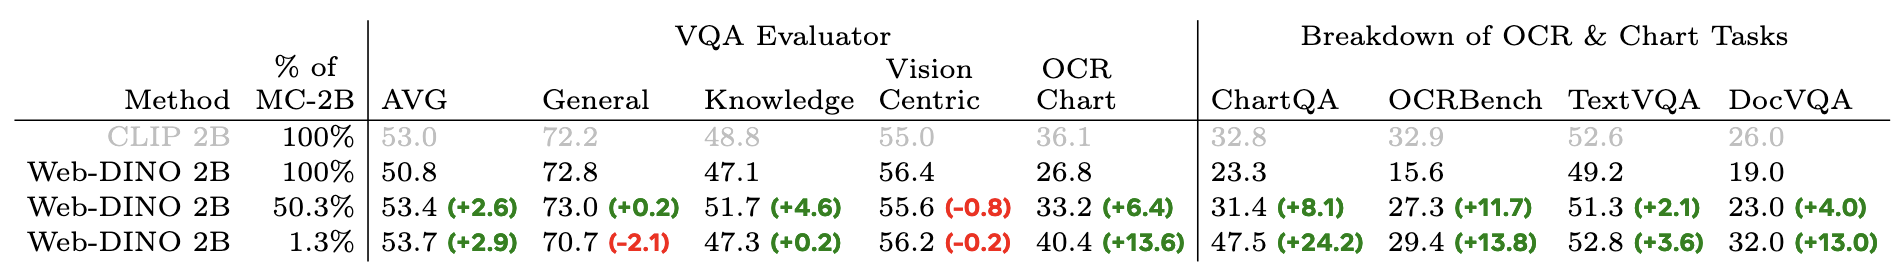 VQA Evaluator Breakdown of OCR & Chart Tasks
% of Vision OCR
Method MC-2B AVG General Knowledge Centric Chart ChartQA OCRBench TextVQA DocVQA
CLIP 2B 100% 53.0 72.2 48.8 55.0 36.1 32.8 32.9 52.6 26.0
Web-DINO 2B 100% 50.8 72.8 47.1 56.4 26.8 23.3 15.6 49.2 19.0
Web-DINO 2B 50.3% 53.4 (+2.6) 73.0 (+0.2) 51.7 (+4.6) 55.6 (-0.8) 33.2 (+6.4) 31.4 (+8.1) 27.3 (+11.7) 51.3 (+2.1) 23.0 (+4.0)
Web-DINO 2B 1.3% 53.7 (+2.9) 70.7 (-2.1) 47.3 (+0.2) 56.2 (-0.2) 40.4 (+13.6) 47.5 (+24.2) 29.4 (+13.8) 52.8 (+3.6) 32.0 (+13.0)